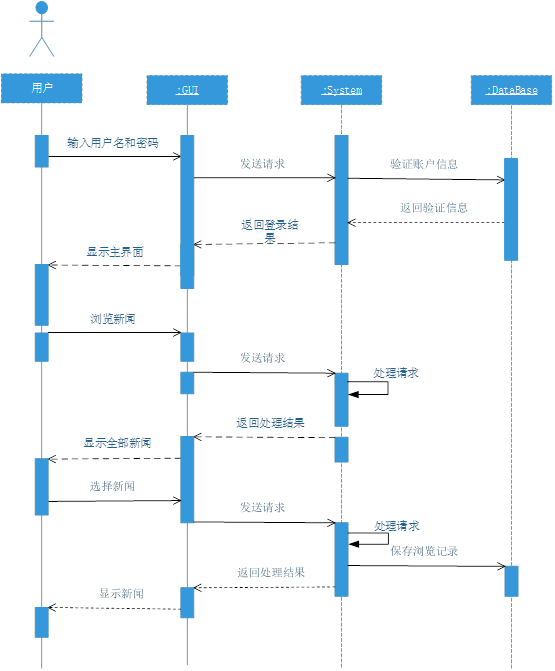 用户
:GUI
:System
:DataBase
输入用户名和密码
发送请求
验证账户信息
返回验证信息
返回登录结
果
显示主界面
浏览新闻
发送请求
处理请求
返回处理结果
显示全部新闻
选择新闻
发送请求
处理请求
保存浏览记录
返回处理结果
显示新闻